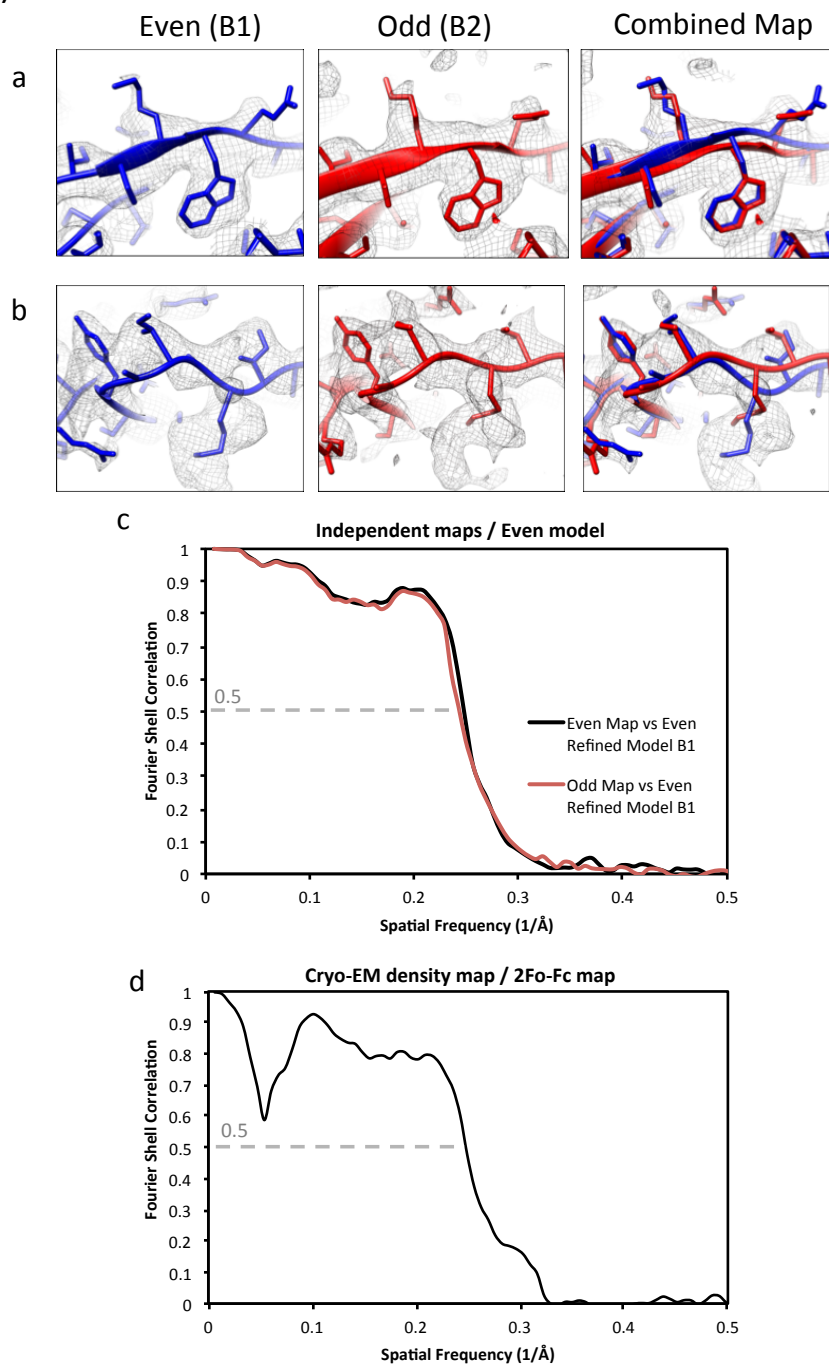 Even (B1) Odd (B2) Combined Map
a
b
c
Independent maps / Even model
1
0.9
0.8
0.7
0.6
0.5
0.4
0.3
0.2
0.1
0
Fourier Shell Correlation
0.5
Even Map vs Even
Refined Model B1
Odd Map vs Even
Refined Model B1
0 0.1 0.2 0.3 0.4 0.5
Spatial Frequency (1/Å)
d
Cryo-EM density map / 2Fo-Fc map
1
0.9
0.8
0.7
0.6
0.5
0.4
0.3
0.2
0.1
0
Fourier Shell Correlation
0.5
0 0.1 0.2 0.3 0.4 0.5
Spatial Frequency (1/Å)